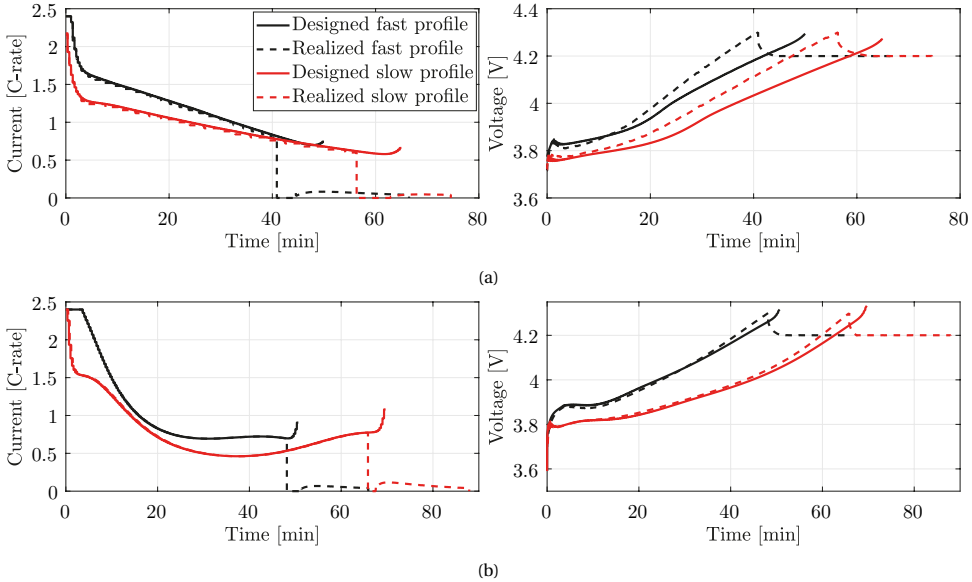 2.5
2
1.5
1
0.5
0
Current [C-rate]
Designed fast profile
Realized fast profile
Designed slow profile
Realized slow profile
0
20
40
60
80
Time [min]
4.4
4.2
4
3.8
3.6
Voltage [V]
0
20
40
60
80
Time [min]
(a)
2.5
2
1.5
1
0.5
0
Current [C-rate]
0
20
40
60
80
Time [min]
4.2
4
3.8
3.6
Voltage [V]
0
20
40
60
80
Time [min]
(b)